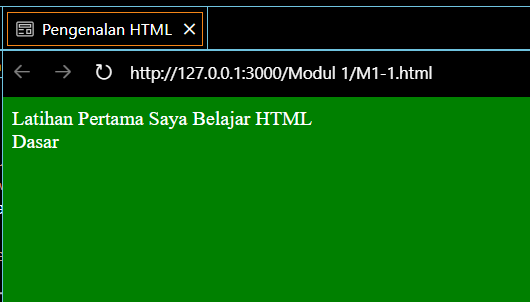 Pengenalan HTML
http://127.0.0.1:3000/Modul 1/M1-1.html
Latihan Pertama Saya Belajar HTML
Dasar